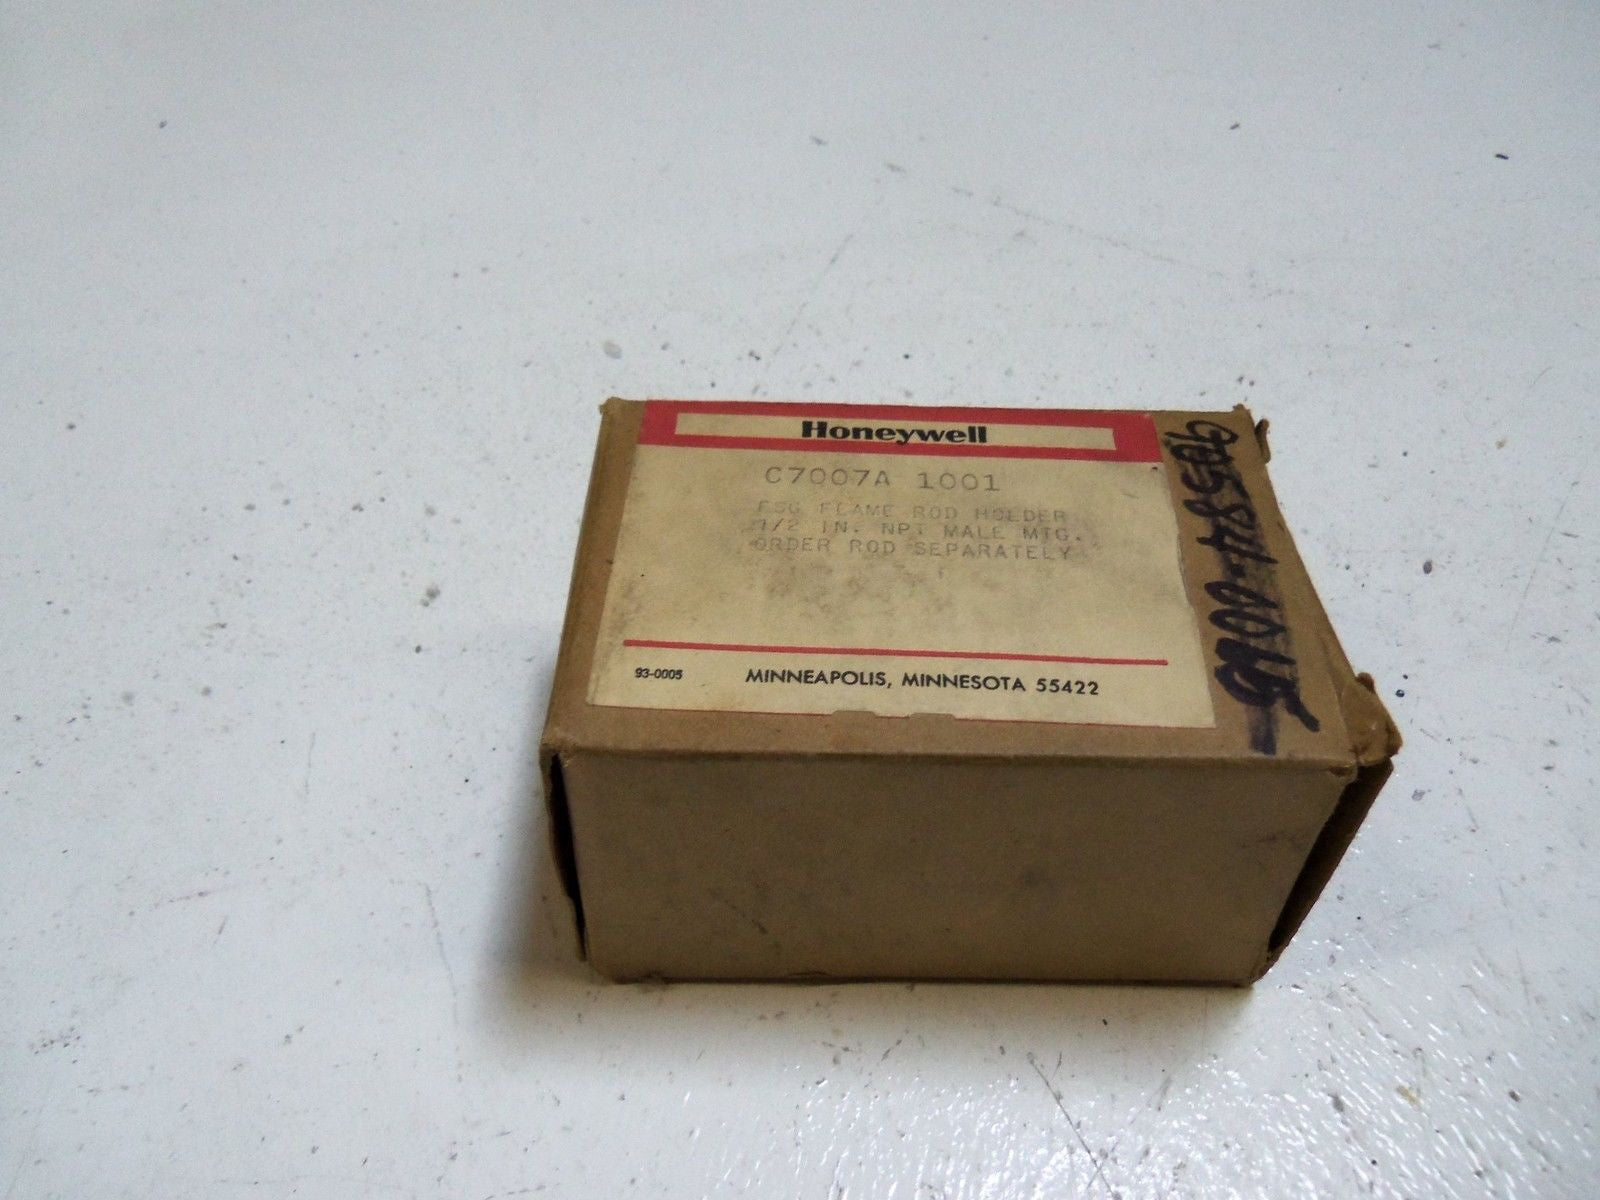 Honeywell
C7007A 1001
FSG FLAME ROD HOLDER
1/2 IN. NPT MALE MTG.
ORDER ROD SEPARATELY
93-0005 MINNEAPOLIS, MINNESOTA 55422